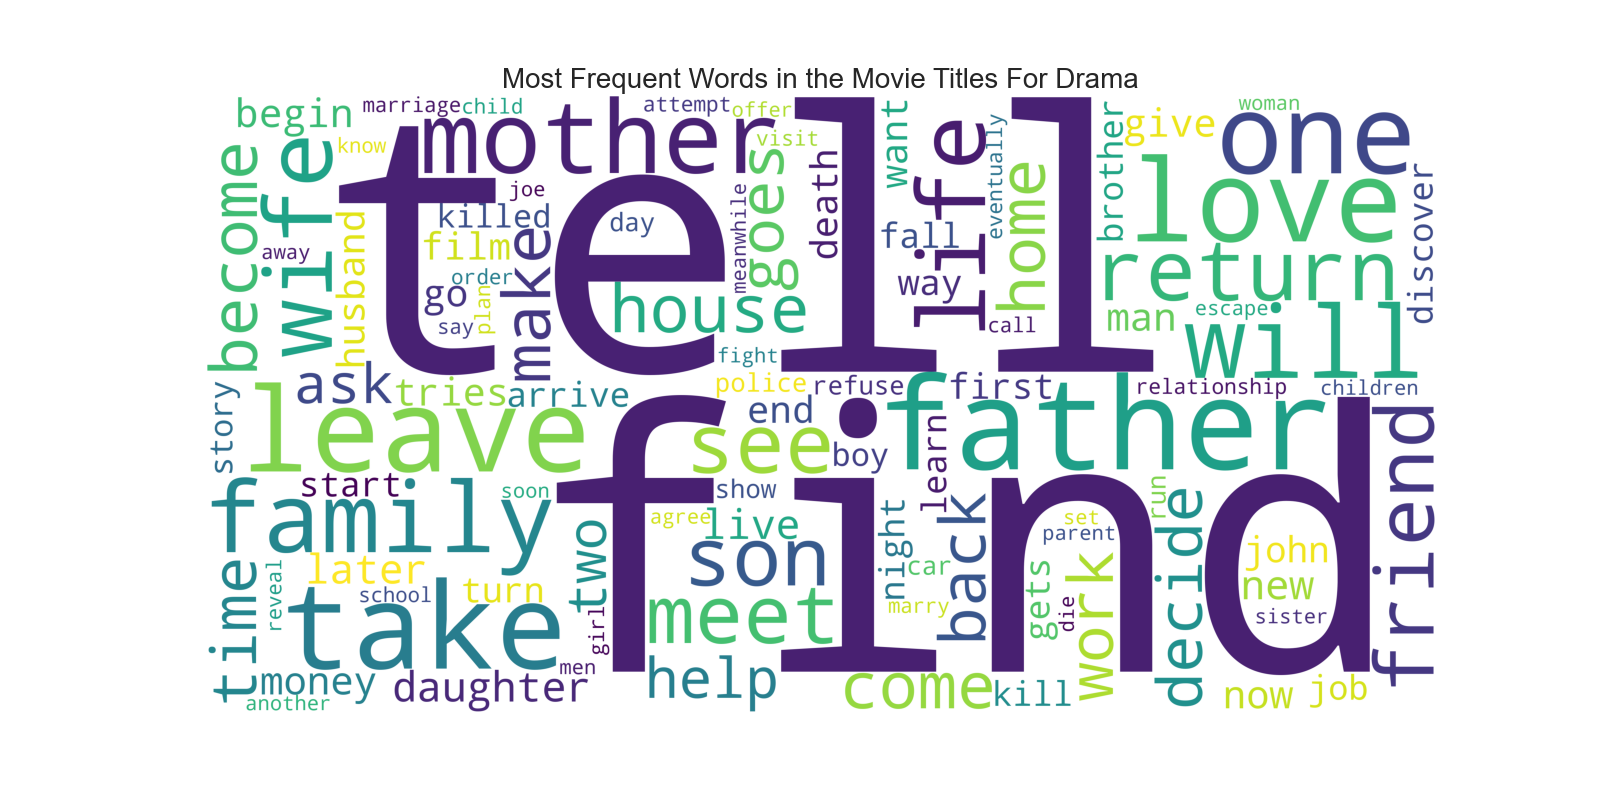 Most Frequent Words in the Movie Titles For Drama
begin
marriage
child
attempt
offer
woman
know
mother
visit
want
life
eventually
brother
give
one
become
wife
tell
joe
killed
day
meanwhile
goes
death
fall
home
love
discover
away
husband
film
make
order
go
say
plan
house
way
call
return
man
escape
will
fight
ask
tries
arrive
police
refuse
first
relationship
children
story
leave
end
see
boy
father
learn
friend
start
soon
find
show
family
agree
live
night
back
set
parent
run
decide
john
time
reveal
later
school
turn
two
son
car
gets
work
new
take
girl
meet
marry
die
sister
money
another
daughter
men
help
come
kill
now
job